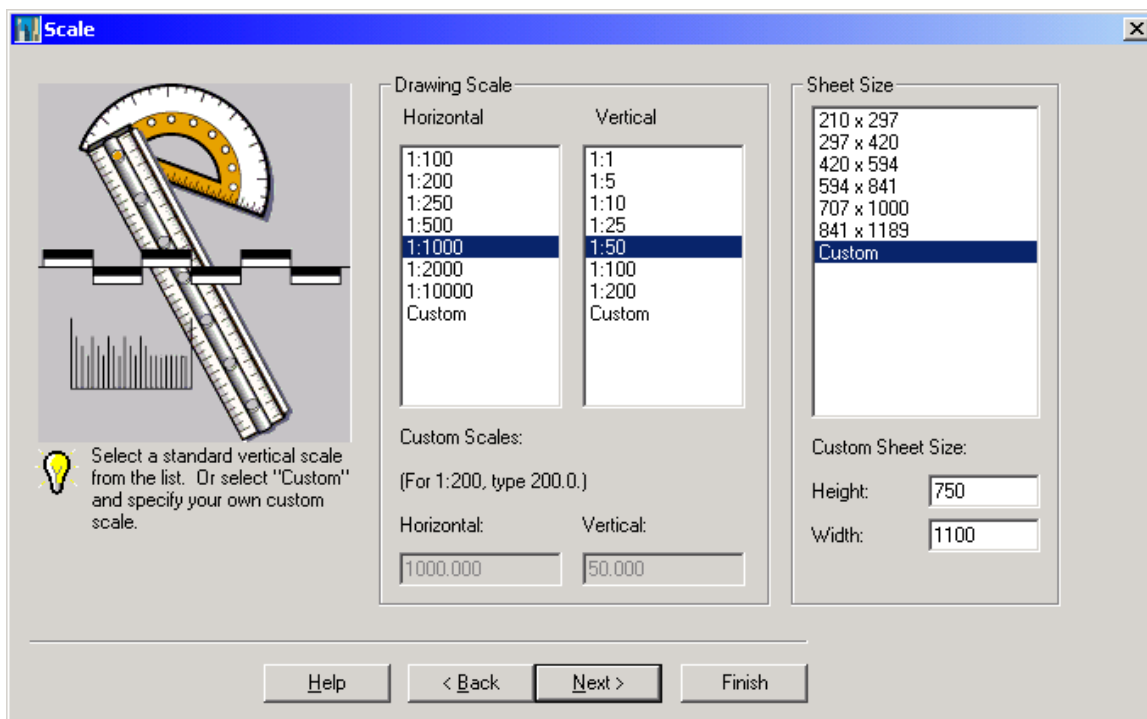 Scale
Drawing Scale
Horizontal
1:100
1:200
1:250
1:500
1:1000
1:2000
1:10000
Custom
Vertical
1:1
1:5
1:10
1:25
1:50
1:100
1:200
Custom
Custom Scales:
(For 1:200, type 200.0.)
Horizontal:
1000.000
Vertical:
50.000
Sheet Size
210 x 297
297 x 420
420 x 594
594 x 841
707 x 1000
841 x 1189
Custom
Custom Sheet Size:
Height:
750
Width:
1100
Select a standard vertical scale
from the list. Or select "Custom"
and specify your own custom
scale.
Help
< Back
Next >
Finish